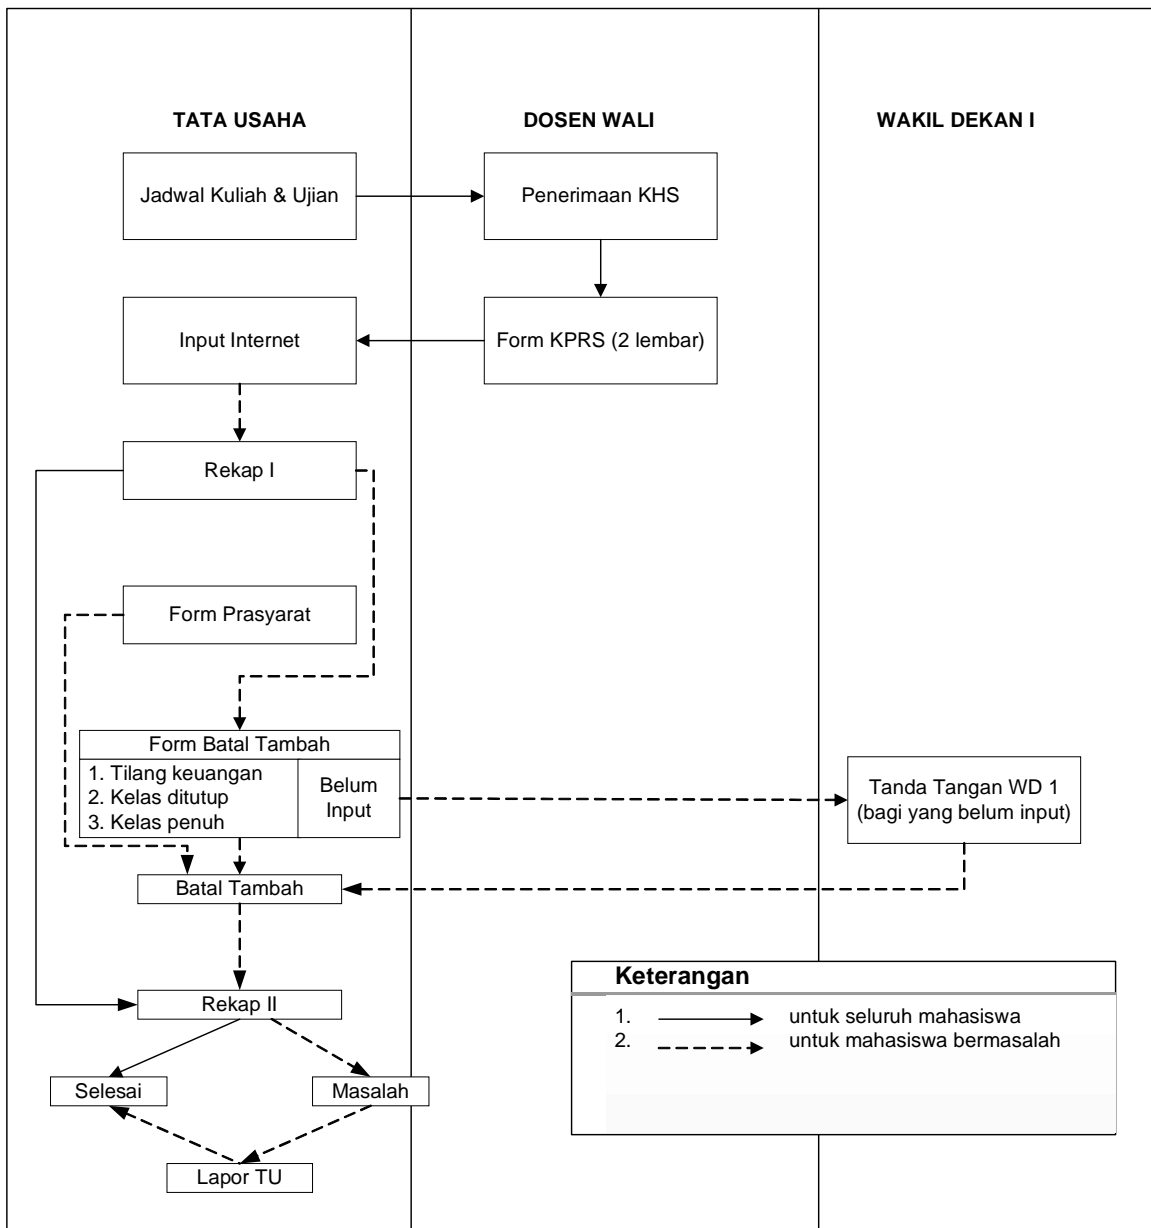 TATA USAHA
DOSEN WALI
WAKIL DEKAN I
Jadwal Kuliah & Ujian
Penerimaan KHS
Input Internet
Form KPRS (2 lembar)
Rekap I
Form Prasyarat
Form Batal Tambah
1. Tilang keuangan
2. Kelas ditutup
3. Kelas penuh
Belum
Input
Tanda Tangan WD 1
(bagi yang belum input)
Batal Tambah
Rekap II
Selesai
Masalah
Lapor TU
Keterangan
1. untuk seluruh mahasiswa
2. untuk mahasiswa bermasalah